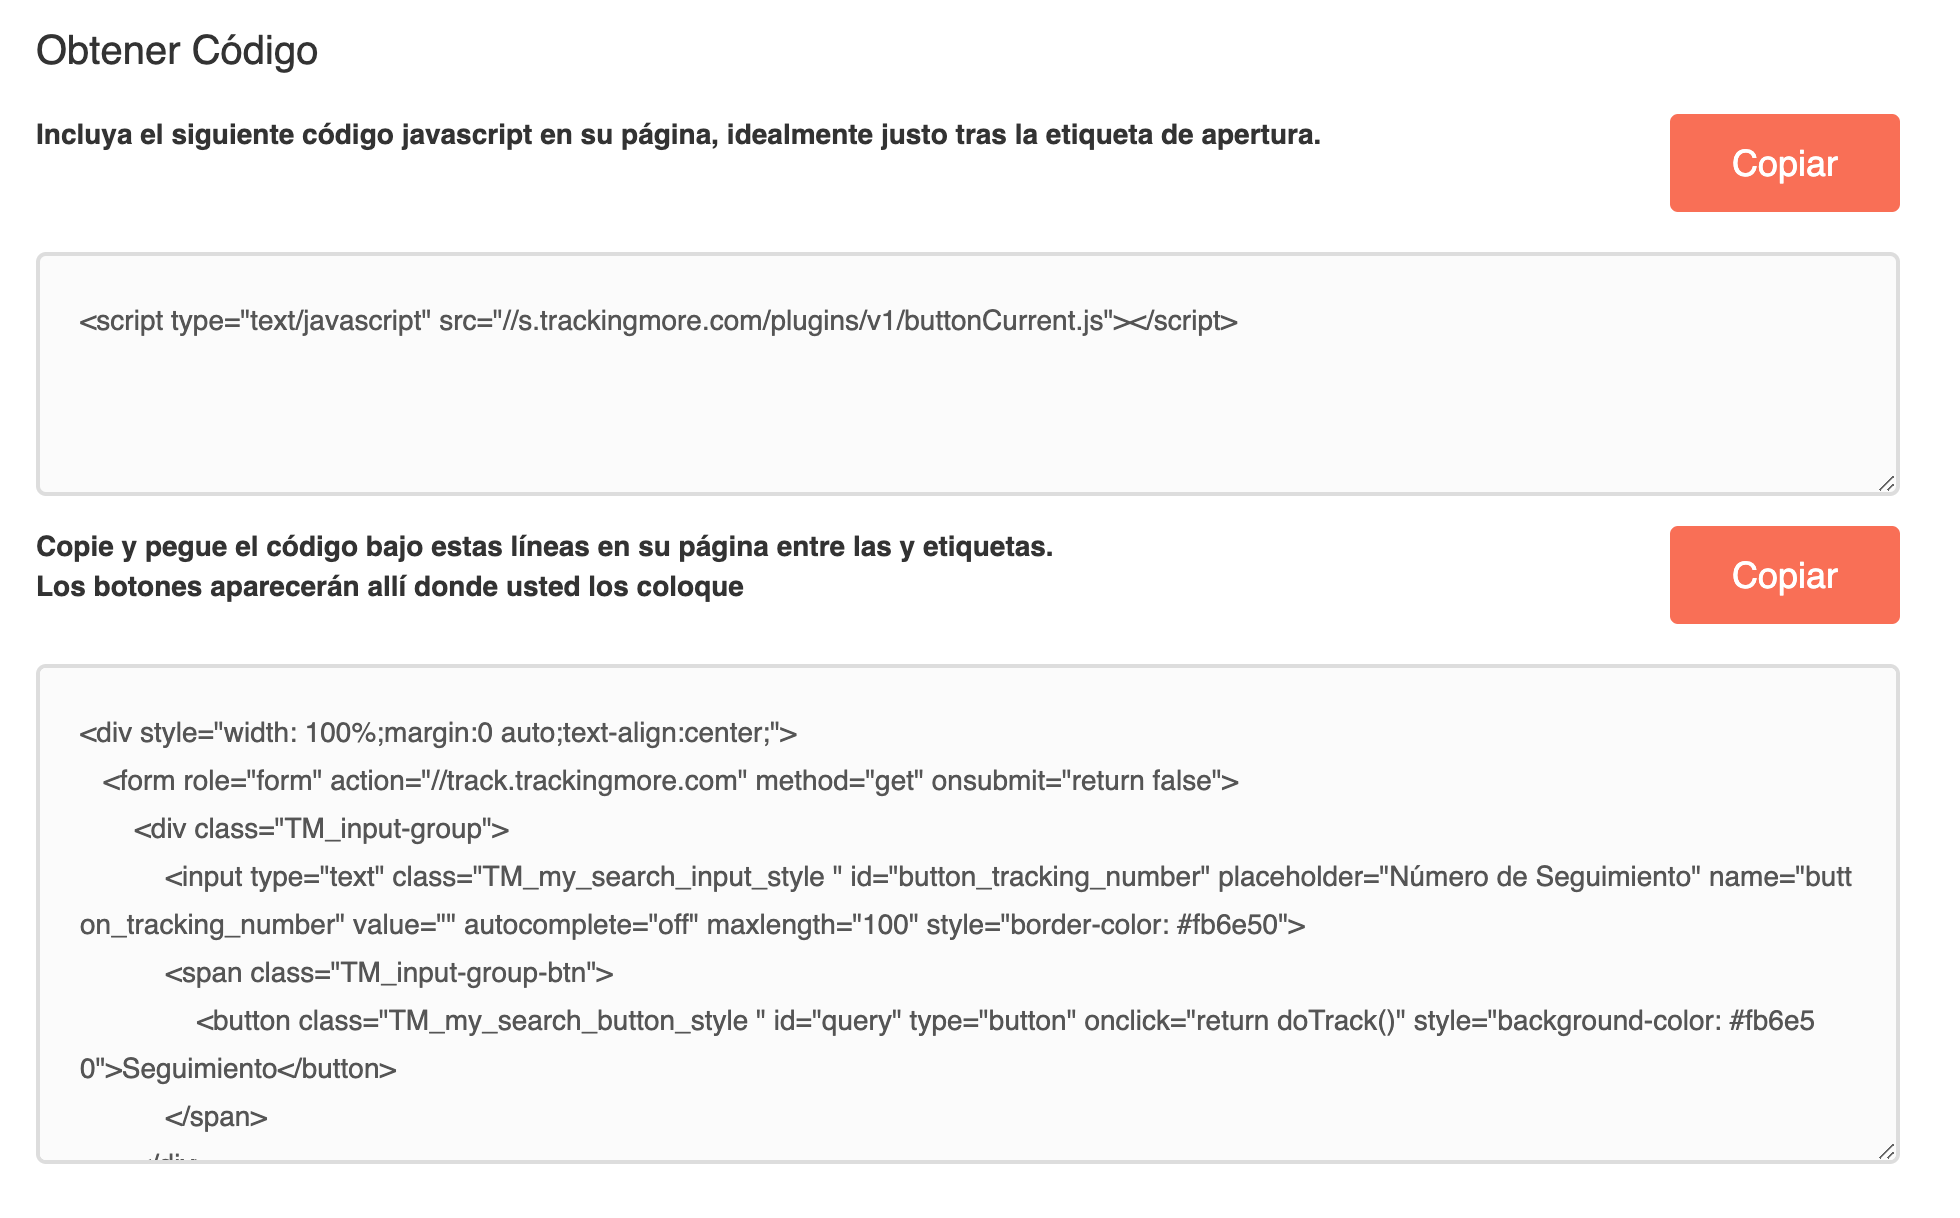 Obtener Código
Incluya el siguiente código javascript en su página, idealmente justo tras la etiqueta de apertura.
Copiar
<script type="text/javascript" src="//s.trackingmore.com/plugins/v1/buttonCurrent.js"></script>
Copie y pegue el código bajo estas líneas en su página entre las y etiquetas.
Los botones aparecerán allí donde usted los coloque
Copiar
<div style="width: 100%;margin:0 auto;text-align:center;">
<form role="form" action="//track.trackingmore.com" method="get" onsubmit="return false">
<div class="TM_input-group">
<input type="text" class="TM_my_search_input_style " id="button_tracking_number" placeholder="Número de Seguimiento" name="butt
on_tracking_number" value="" autocomplete="off" maxlength="100" style="border-color: #fb6e50">
<span class="TM_input-group-btn">
<button class="TM_my_search_button_style " id="query" type="button" onclick="return doTrack()" style="background-color: #fb6e5
0">Seguimiento</button>
</span>